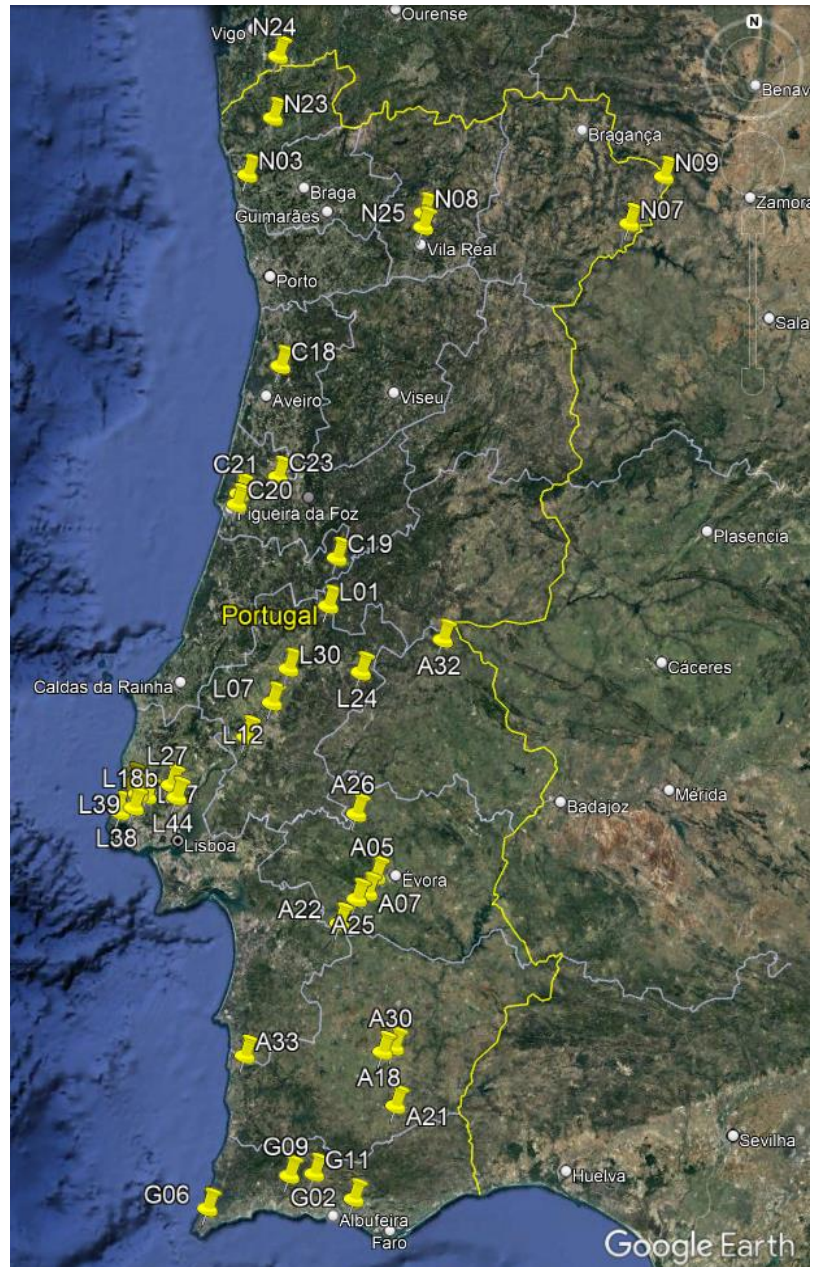 Ourense
Vigo
N24
N
Benav
N23
Bragança
N03
N09
Braga
Zamora
Guimarães
N25
N08
N07
Vila Real
Porto
Sala
C18
Aveiro
Viseu
C21
C23
C20
Figueira da Foz
Plasencia
C19
L01
Portugal
A32
L30
Cáceres
L24
Caldas da Rainha
L07
L12
L27
L18b
A26
Mérida
Badajoz
L39
L44
L38
Lisboa
A05
Évora
A07
A22
A25
A30
A33
A18
A21
Sevilha
G09
G11
Huelva
G06
G02
Albufeira
Faro
Google Earth